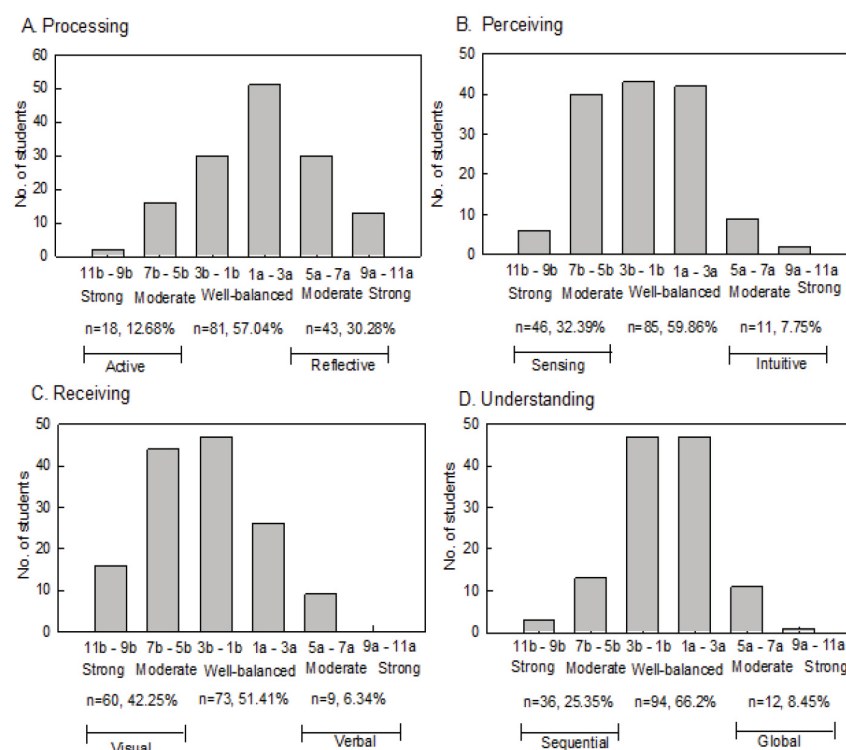 A. Processing
No. of students
60
50
40
30
20
10
0
11b - 9b 7b - 5b 3b - 1b 1a - 3a 5a - 7a 9a - 11a
Strong Moderate Well-balanced Moderate Strong
n=18, 12.68% n=81, 57.04% n=43, 30.28%
Active Reflective
B. Perceiving
No. of students
50
40
30
20
10
0
11b - 9b 7b - 5b 3b - 1b 1a - 3a 5a - 7a 9a - 11a
Strong Moderate Well-balanced Moderate Strong
n=46, 32.39% n=85, 59.86% n=11, 7.75%
Sensing Intuitive
C. Receiving
No. of students
50
40
30
20
10
0
11b - 9b 7b - 5b 3b - 1b 1a - 3a 5a - 7a 9a - 11a
Strong Moderate Well-balanced Moderate Strong
n=60, 42.25% n=73, 51.41% n=9, 6.34%
Visual Verbal
D. Understanding
No. of students
50
40
30
20
10
0
11b - 9b 7b - 5b 3b - 1b 1a - 3a 5a - 7a 9a - 11a
Strong Moderate Well-balanced Moderate Strong
n=36, 25.35% n=94, 66.2% n=12, 8.45%
Sequential Global